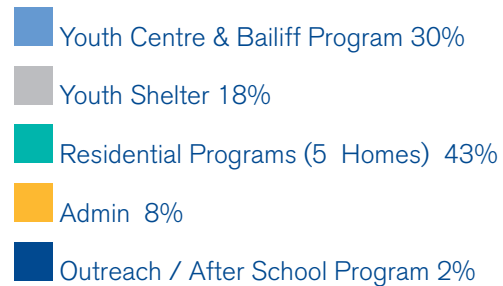 Youth Centre & Bailiff Program 30%
Youth Shelter 18%
Residential Programs (5 Homes) 43%
Admin 8%
Outreach / After School Program 2%